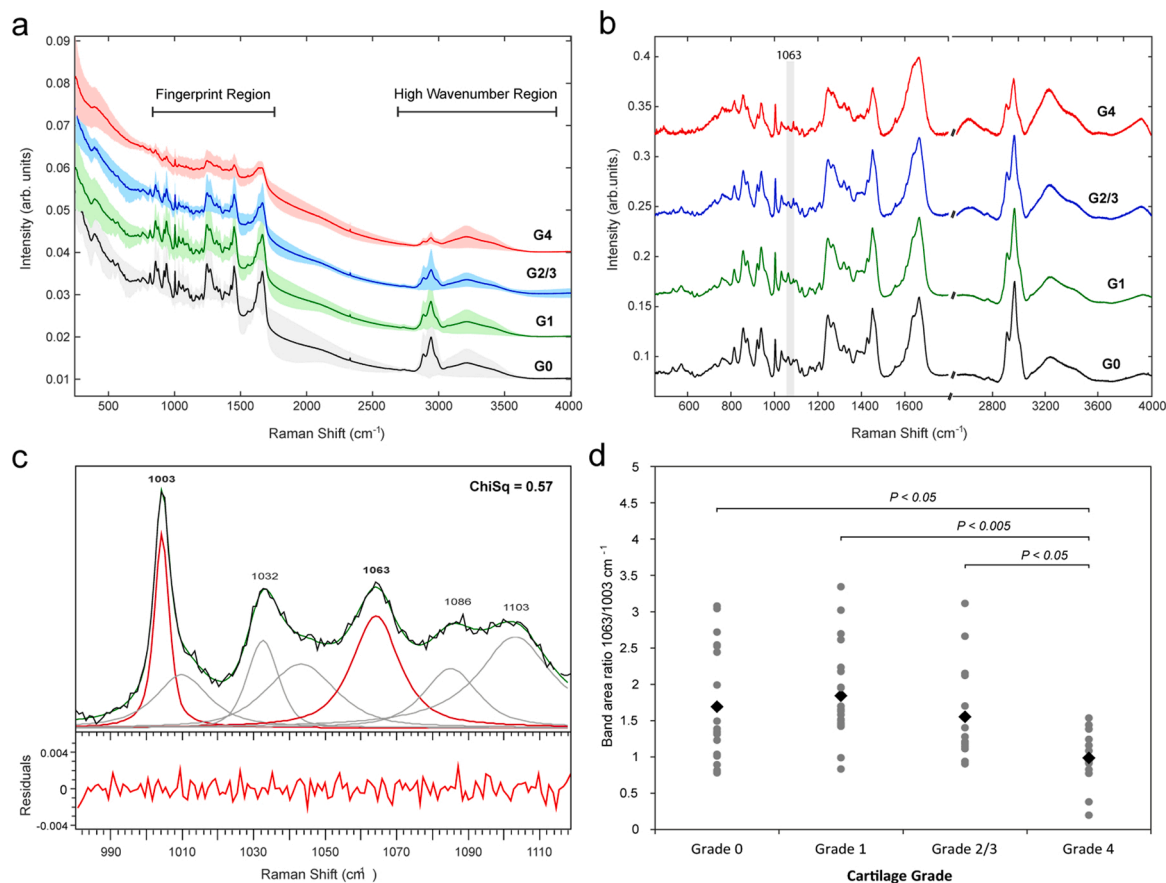 a
0.09
0.08
0.07
0.06
0.05
0.04
0.03
0.02
0.01
Intensity (arb.units)
Fingerprint Region
High Wavenumber Region
G4
G2/3
G1
G0
500
1000
1500
2000
2500
3000
3500
4000
Raman Shift (cm-1)
b
0.4
0.35
0.3
0.25
0.2
0.15
0.1
Intensity (arb.units.)
1063
G4
G2/3
G1
G0
600
800
1000
1200
1400
1600
2800
3200
3600
4000
Raman Shift (cm-1)
c
1003
ChiSq = 0.57
1032
1063
1086
1103
Residuals
0.004
0
-0.004
990
1010
1030
1050
1070
1090
1110
Raman Shift (cm-1)
d
5
4.5
4
3.5
3
2.5
2
1.5
1
0.5
0
Band area ratio 1063/1003 cm-1
P < 0.05
P < 0.005
P < 0.05
Grade 0
Grade 1
Grade 2/3
Grade 4
Cartilage Grade